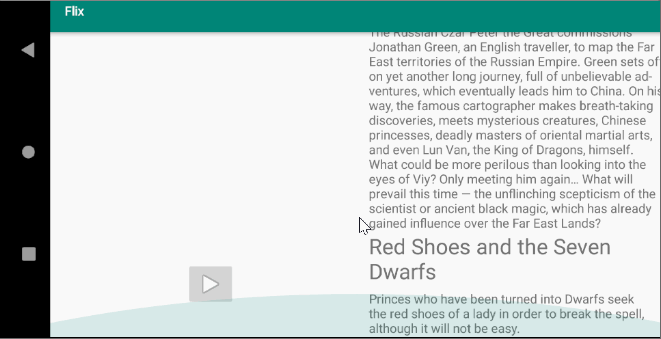 Flix
The Russian Czar Peter the Great commissions
Jonathan Green, an English traveller, to map the Far
East territories of the Russian Empire. Green sets of
on yet another long journey, full of unbelievable ad-
ventures, which eventually leads him to China. On his
way, the famous cartographer makes breath-taking
discoveries, meets mysterious creatures, Chinese
princesses, deadly masters of oriental martial arts,
and even Lun Van, the King of Dragons, himself.
What could be more perilous than looking into the
eyes of Viy? Only meeting him again… What will
prevail this time — the unflinching scepticism of the
scientist or ancient black magic, which has already
gained influence over the Far East Lands?
Red Shoes and the Seven
Dwarfs
Princes who have been turned into Dwarfs seek
the red shoes of a lady in order to break the spell,
although it will not be easy.